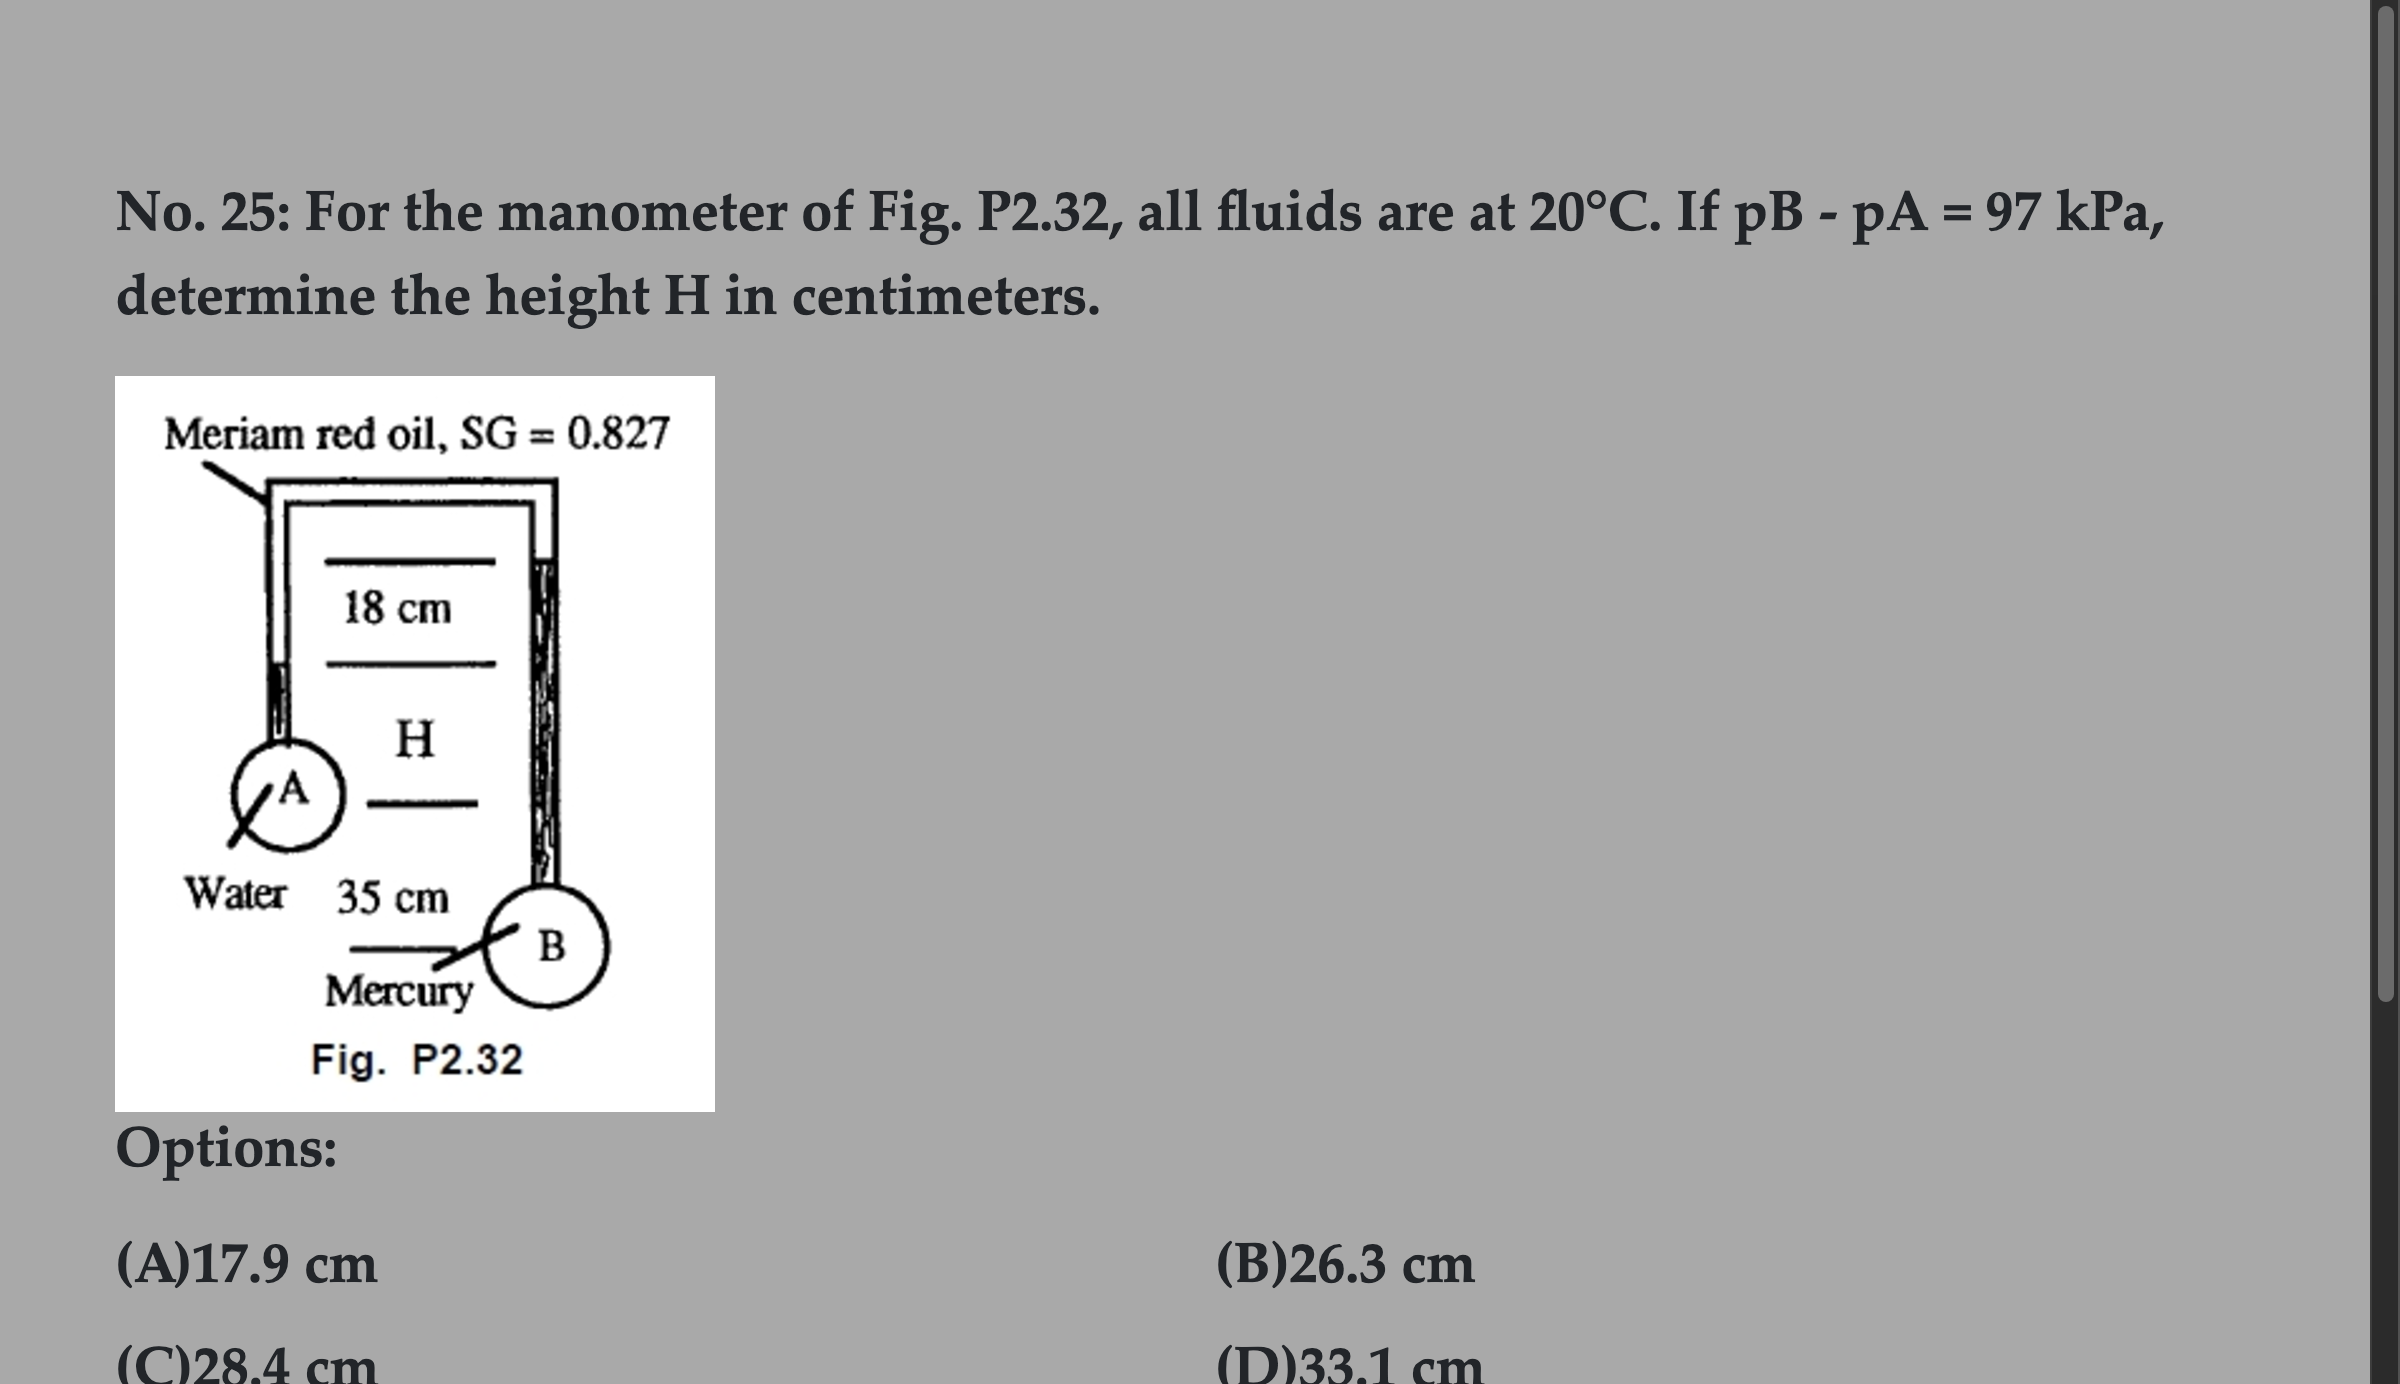 No. 25: For the manometer of Fig. P2.32, all fluids are at 20°C. If pB - pA = 97 kPa,
determine the height H in centimeters.
Meriam red oil, SG = 0.827
18 cm
H
A
Water
35 cm
B
Mercury
Fig. P2.32
Options:
(A)17.9 cm
(B)26.3 cm
(C)28.4 cm
(D)33.1 cm